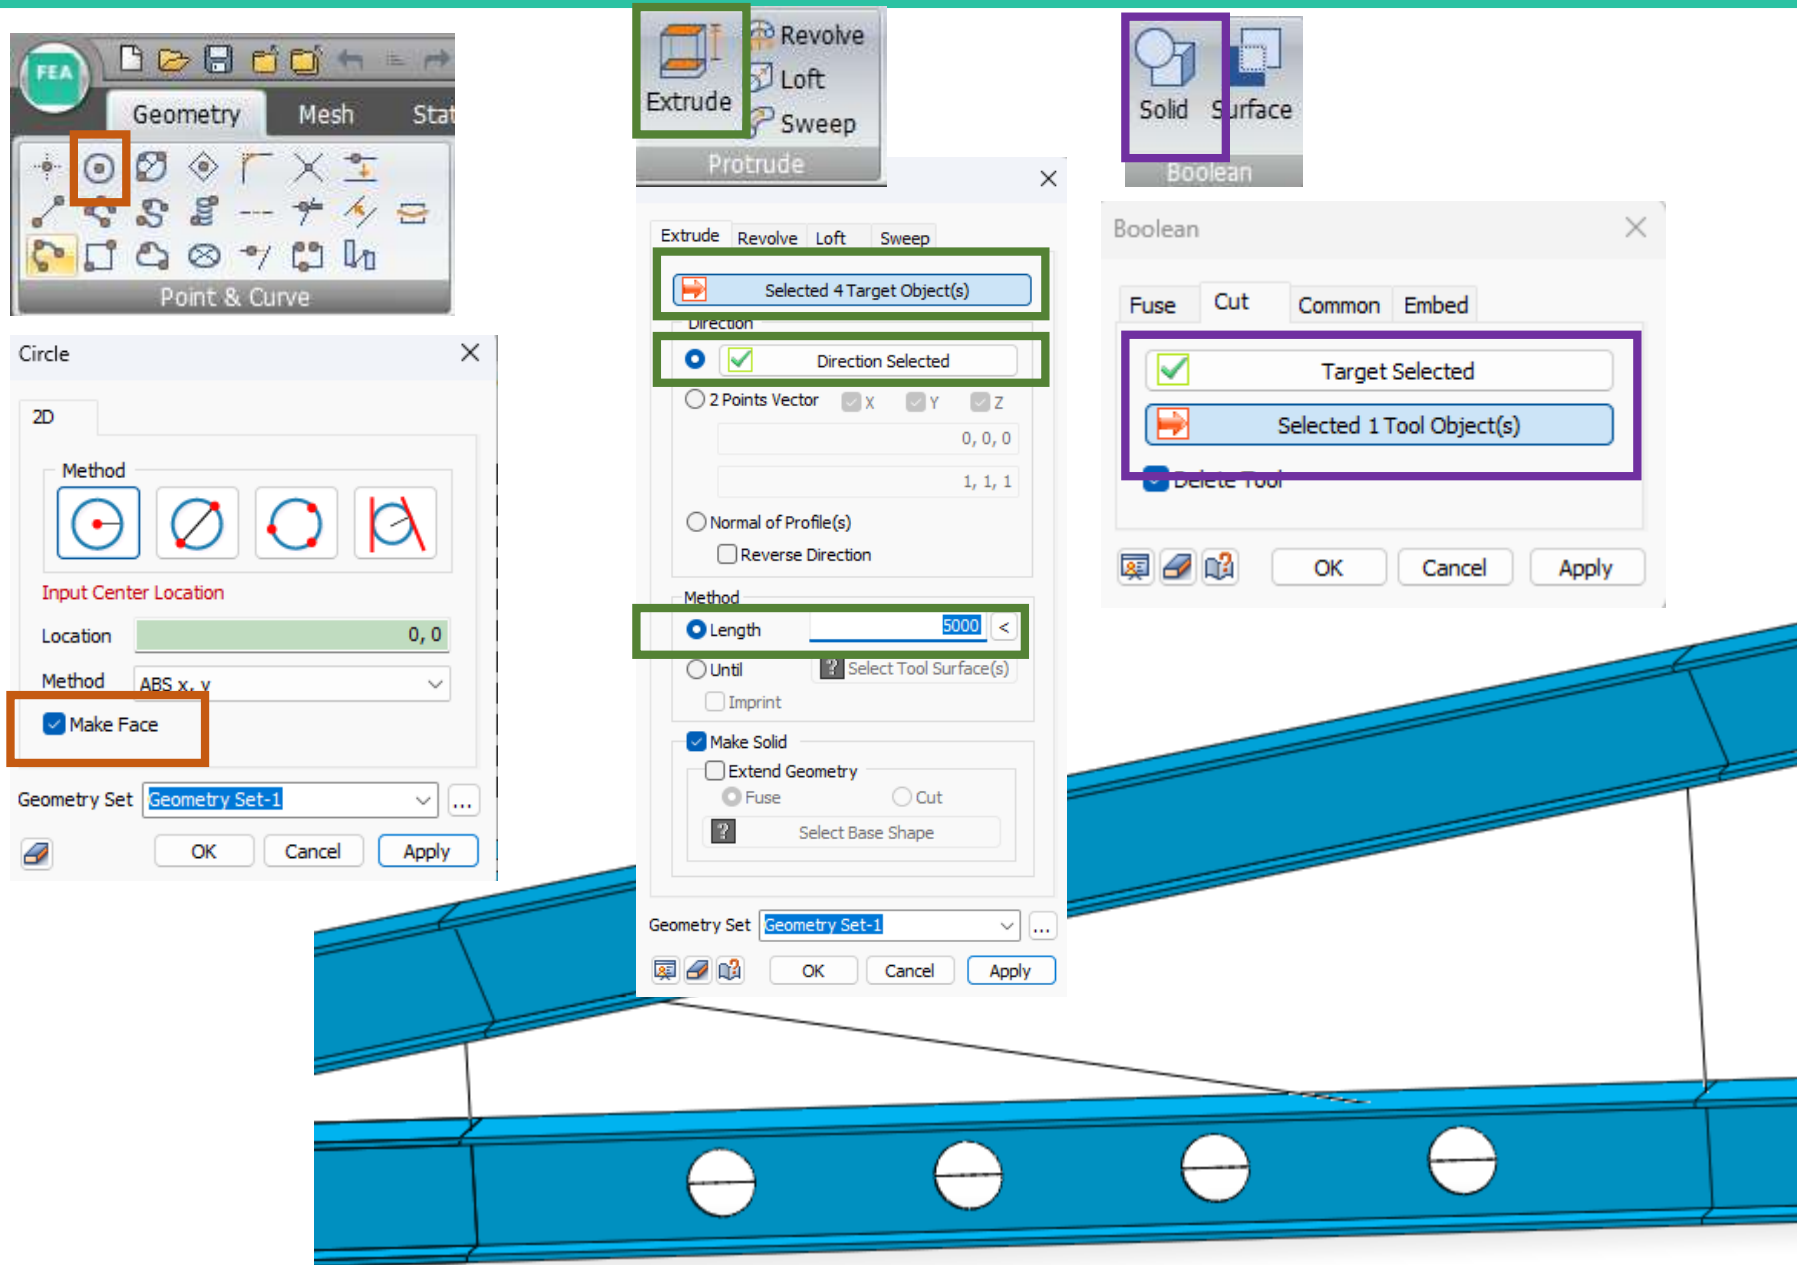 FEA
Geometry Mesh Stat
Point & Curve
Circle
2D
Method
Input Center Location
Location 0, 0
Method ABS x, y
Make Face
Geometry Set Geometry Set-1 ...
OK Cancel Apply
Extrude
Revolve
Loft
Sweep
Protrude
Extrude Revolve Loft Sweep
Selected 4 Target Object(s)
Direction
Direction Selected
2 Points Vector X Y Z
0, 0, 0
1, 1, 1
Normal of Profile(s)
Reverse Direction
Method
Length 5000 <
Until ? Select Tool Surface(s)
Imprint
Make Solid
Extend Geometry
Fuse Cut
? Select Base Shape
Geometry Set Geometry Set-1 ...
OK Cancel Apply
Solid Surface
Boolean
Boolean
Fuse Cut Common Embed
Target Selected
Selected 1 Tool Object(s)
Delete Tool
OK Cancel Apply